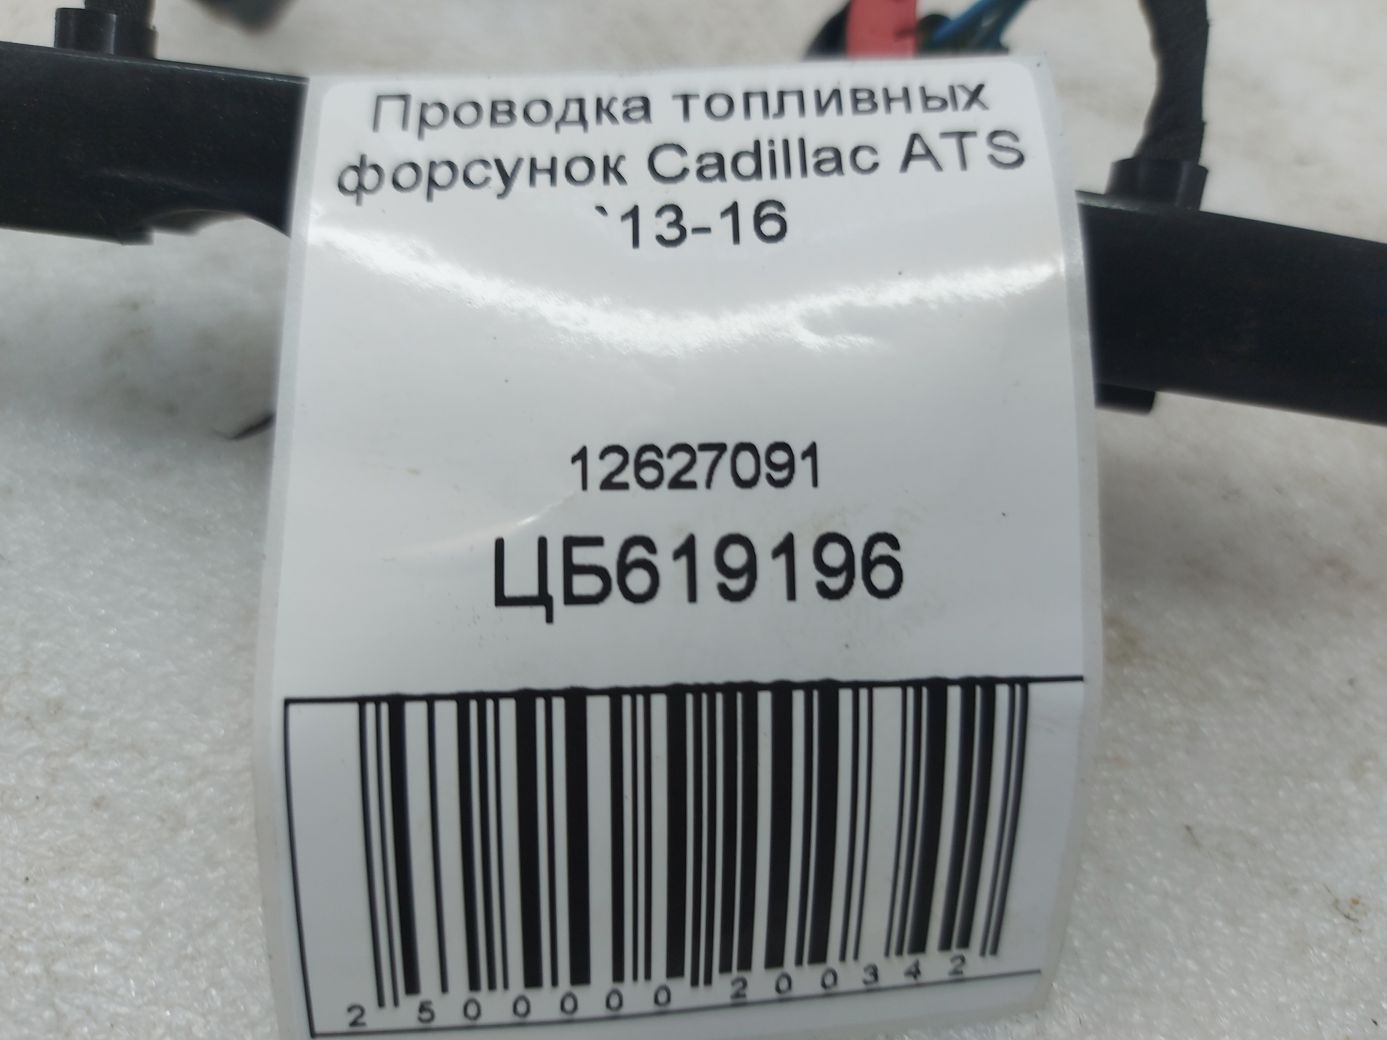 Проводка топливных
форсунок Cadillac ATS
`13-16
12627091
ЦБ619196
2 500000 200342